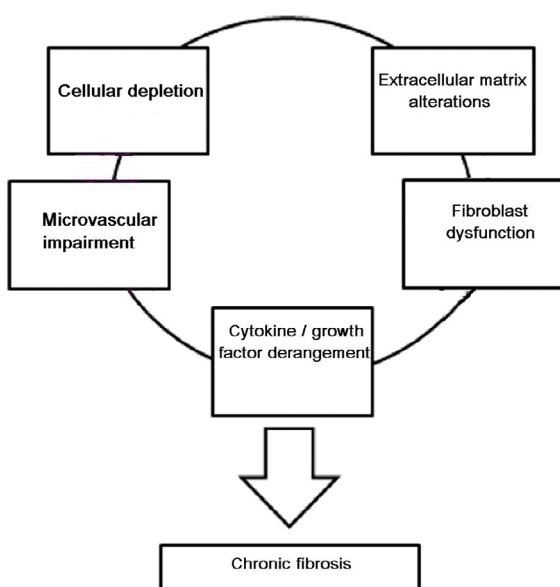 Cellular depletion
Extracellular matrix
alterations
Microvascular
impairment
Fibroblast
dysfunction
Cytokine / growth
factor derangement
Chronic fibrosis